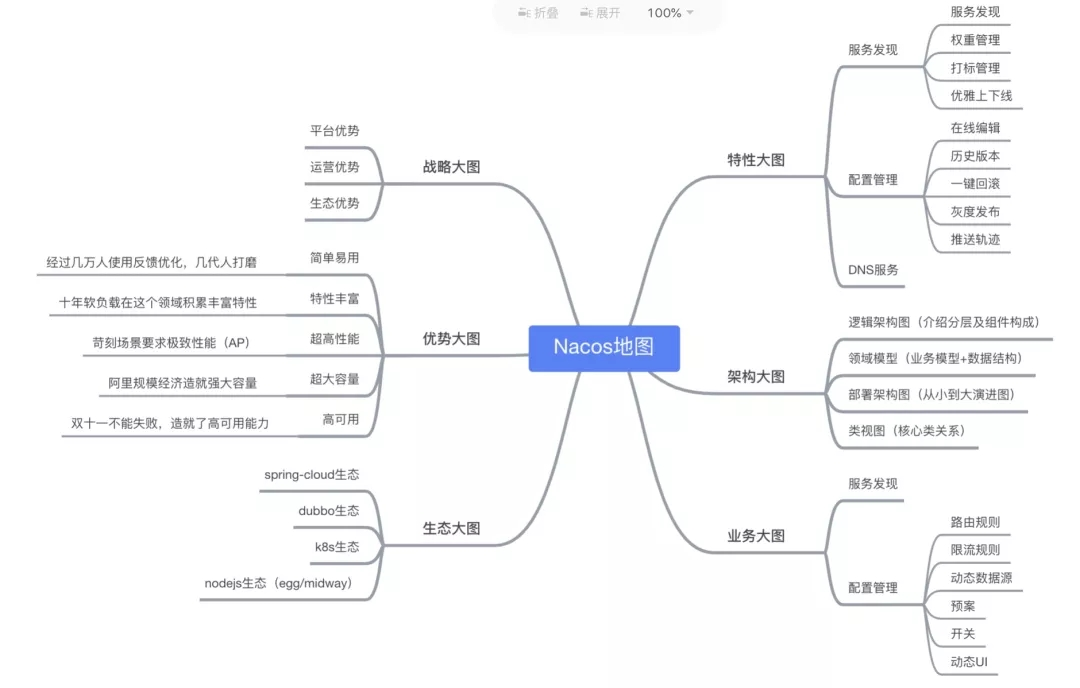 折叠 展开 100%
Nacos地图
特性大图
服务发现
服务发现
权重管理
打标管理
优雅上下线
配置管理
在线编辑
历史版本
一键回滚
灰度发布
推送轨迹
DNS服务
架构大图
逻辑架构图（介绍分层及组件构成）
领域模型（业务模型+数据结构）
部署架构图（从小到大演进图）
类视图（核心类关系）
业务大图
服务发现
配置管理
路由规则
限流规则
动态数据源
预案
开关
动态UI
战略大图
平台优势
运营优势
生态优势
优势大图
简单易用
经过几万人使用反馈优化，几代人打磨
特性丰富
十年软负载在这个领域积累丰富特性
超高性能
苛刻场景要求极致性能（AP）
超大容量
阿里规模经济造就强大容量
高可用
双十一不能失败，造就了高可用能力
生态大图
spring-cloud生态
dubbo生态
k8s生态
nodejs生态（egg/midway）